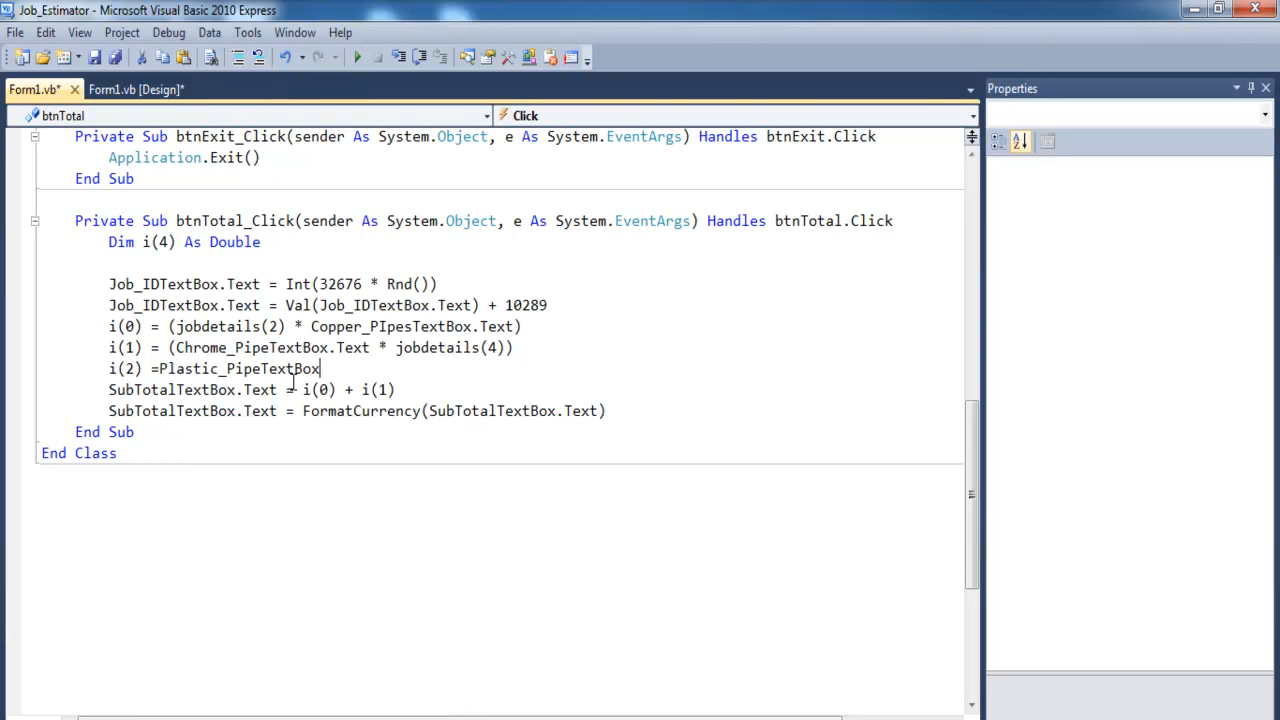 Job_Estimator - Microsoft Visual Basic 2010 Express
File Edit View Project Debug Data Tools Window Help
Form1.vb* Form1.vb [Design]*
Properties
btnTotal Click
Private Sub btnExit_Click(sender As System.Object, e As System.EventArgs) Handles btnExit.Click
Application.Exit()
End Sub
Private Sub btnTotal_Click(sender As System.Object, e As System.EventArgs) Handles btnTotal.Click
Dim i(4) As Double
Job_IDTextBox.Text = Int(32676 * Rnd())
Job_IDTextBox.Text = Val(Job_IDTextBox.Text) + 10289
i(0) = (jobdetails(2) * Copper_PIpesTextBox.Text)
i(1) = (Chrome_PipeTextBox.Text * jobdetails(4))
i(2) =Plastic_PipeTextBox
SubTotalTextBox.Text = i(0) + i(1)
SubTotalTextBox.Text = FormatCurrency(SubTotalTextBox.Text)
End Sub
End Class